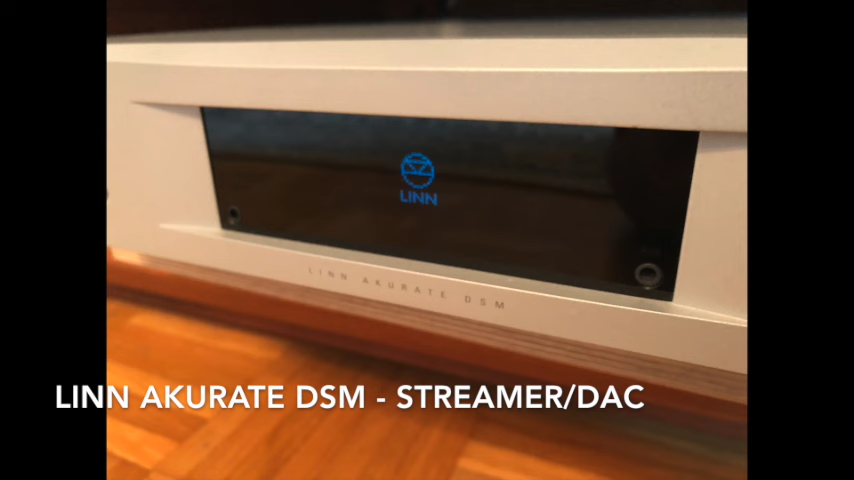 LINN
LINN AKURATE DSM
LINN AKURATE DSM - STREAMER/DAC